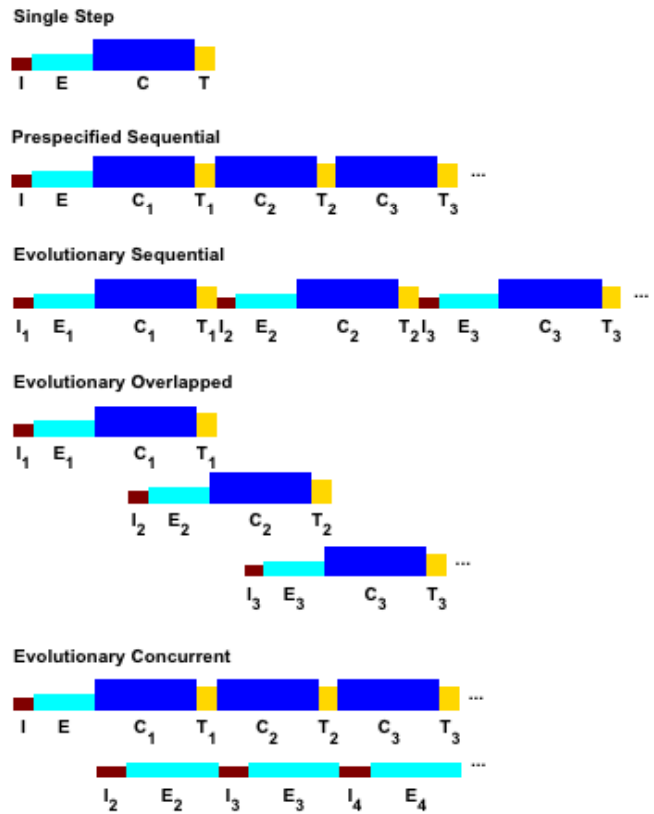 Single Step
I E C T
Prespecified Sequential
...
I E C1 T1 C2 T2 C3 T3
Evolutionary Sequential
...
I1 E1 C1 T1 I2 E2 C2 T2 I3 E3 C3 T3
Evolutionary Overlapped
I1 E1 C1 T1
I2 E2 C2 T2
...
I3 E3 C3 T3
Evolutionary Concurrent
...
I E C1 T1 C2 T2 C3 T3
...
I2 E2 I3 E3 I4 E4